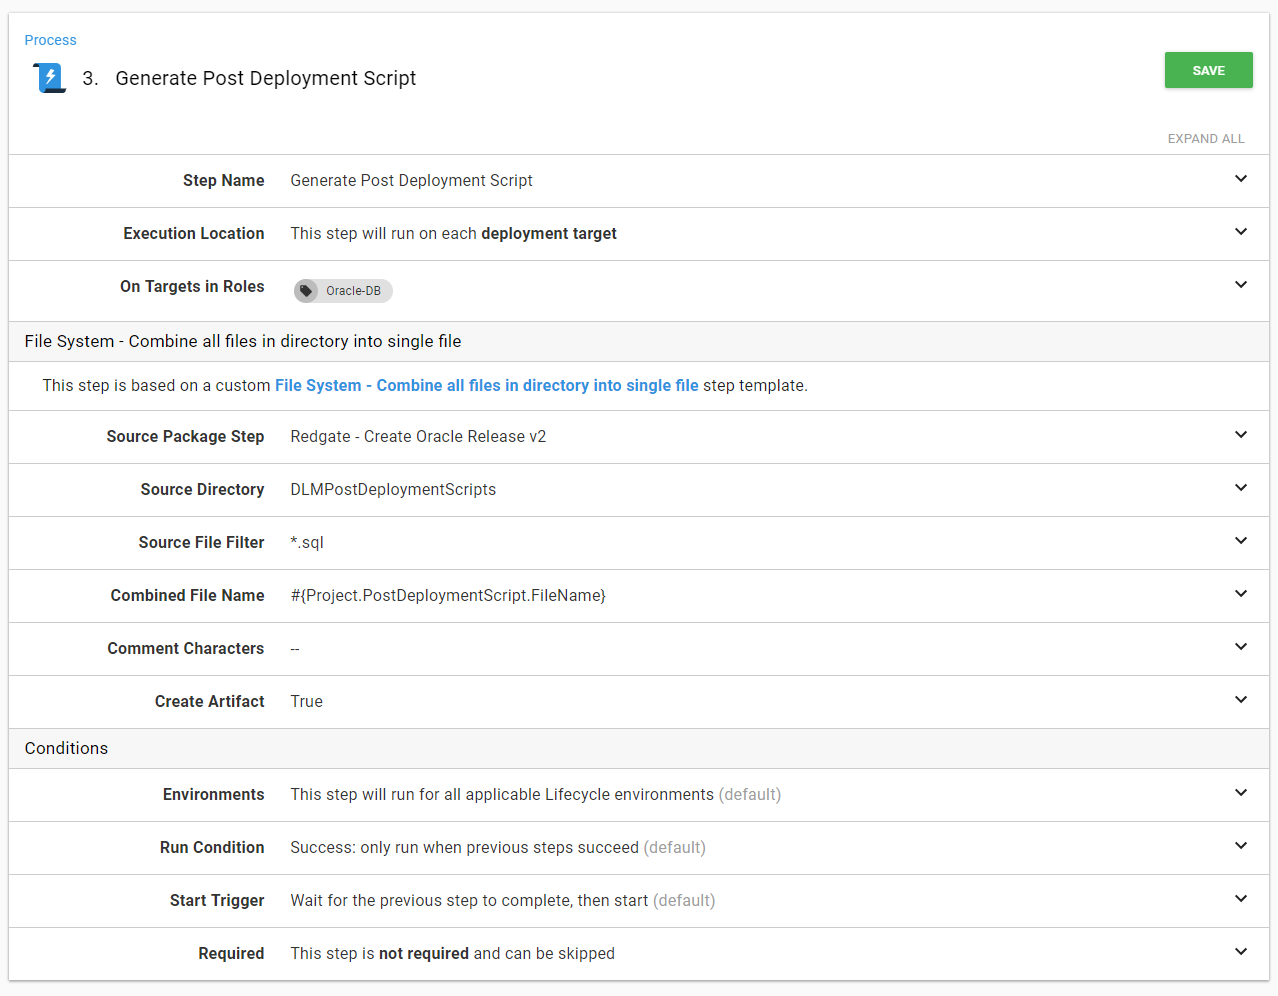 Process
3. Generate Post Deployment Script
SAVE
EXPAND ALL
Step Name Generate Post Deployment Script
Execution Location This step will run on each deployment target
On Targets in Roles Oracle-DB
File System - Combine all files in directory into single file
This step is based on a custom File System - Combine all files in directory into single file step template.
Source Package Step Redgate - Create Oracle Release v2
Source Directory DLMPostDeploymentScripts
Source File Filter *.sql
Combined File Name #{Project.PostDeploymentScript.FileName}
Comment Characters --
Create Artifact True
Conditions
Environments This step will run for all applicable Lifecycle environments (default)
Run Condition Success: only run when previous steps succeed (default)
Start Trigger Wait for the previous step to complete, then start (default)
Required This step is not required and can be skipped